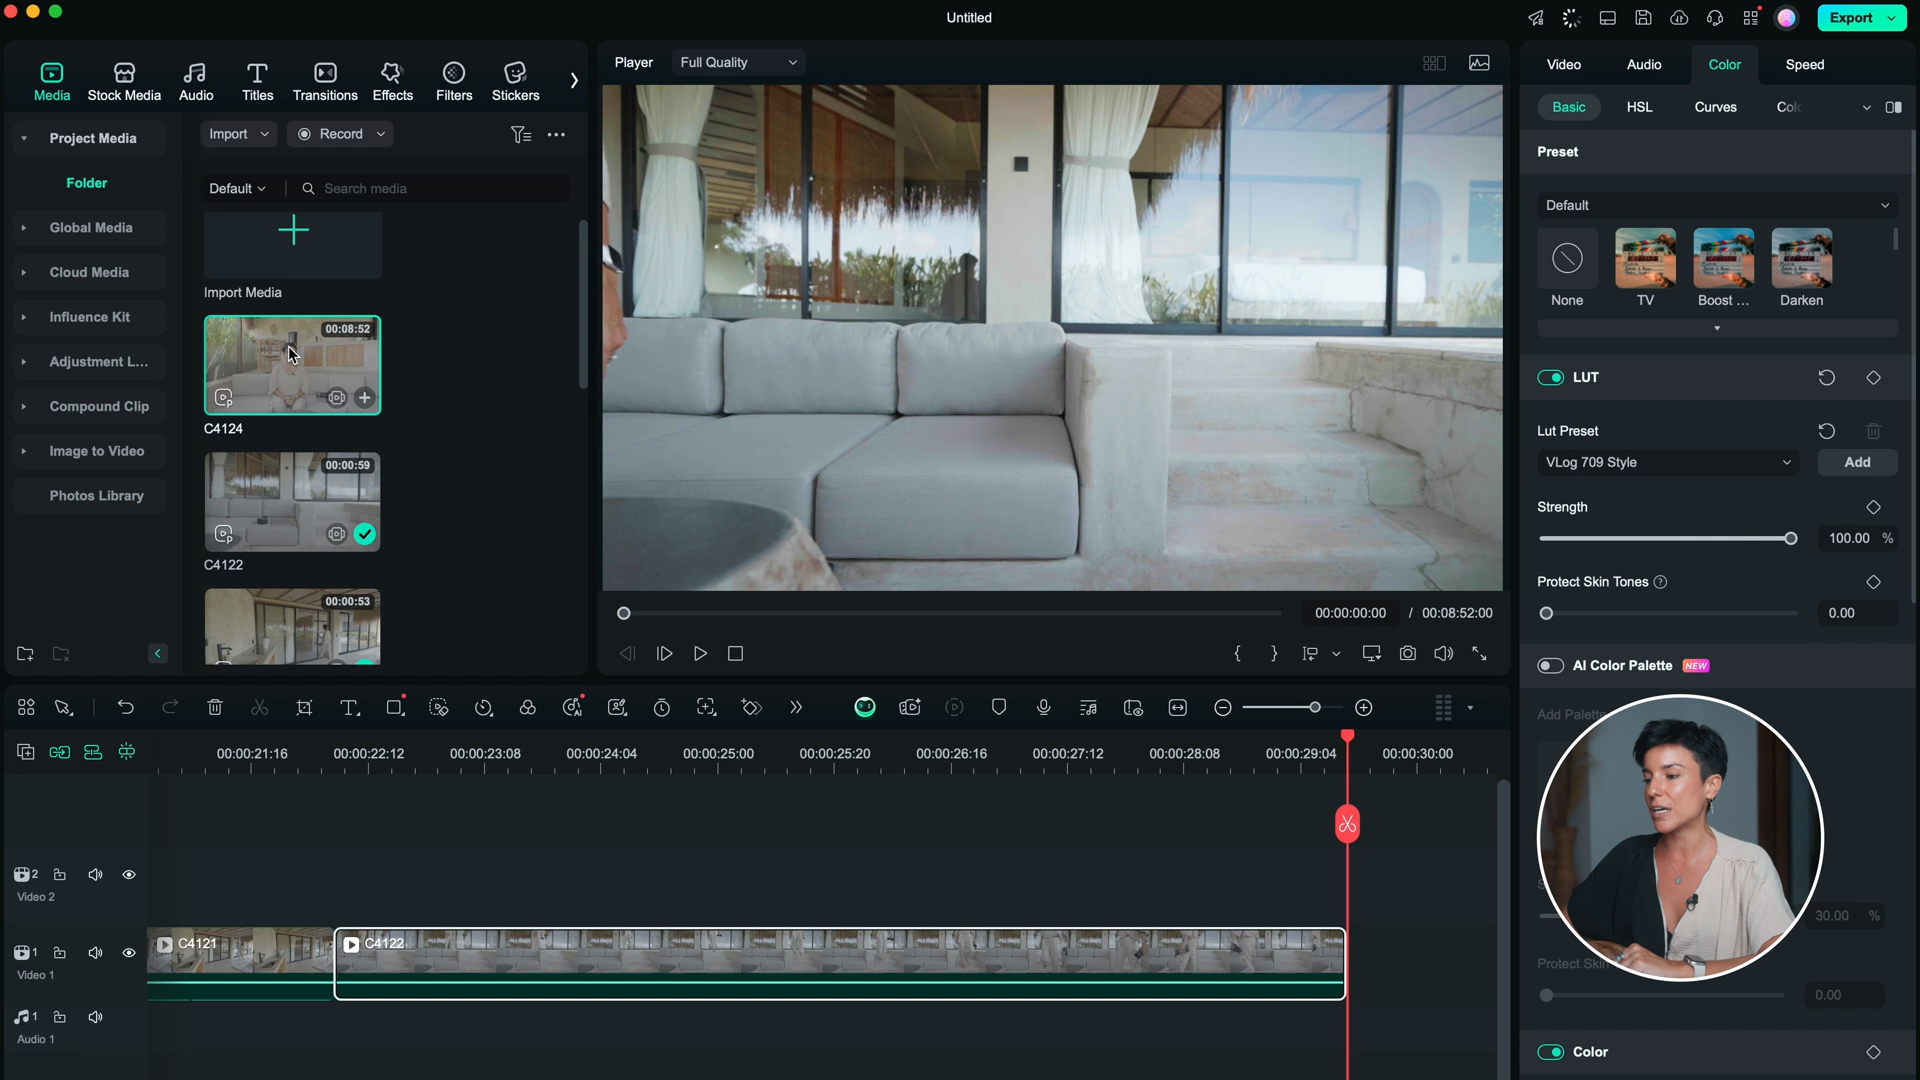 Untitled
Export
Media
Stock Media
Audio
Titles
Transitions
Effects
Filters
Stickers
Player
Full Quality
Video
Audio
Color
Speed
Basic
HSL
Curves
Project Media
Import
Record
Preset
Folder
Default
Search media
Default
Global Media
Cloud Media
Import Media
None
TV
Boost ...
Darken
Influence Kit
00:08:52
Adjustment L...
LUT
Compound Clip
C4124
Lut Preset
Image to Video
00:00:59
VLog 709 Style
Add
Photos Library
Strength
100.00 %
C4122
Protect Skin Tones
00:00:53
00:00:00:00 / 00:08:52:00
0.00
AI Color Palette NEW
Add Palette
00:00:21:16
00:00:22:12
00:00:23:08
00:00:24:04
00:00:25:00
00:00:25:20
00:00:26:16
00:00:27:12
00:00:28:08
00:00:29:04
00:00:30:00
2
Video 2
30.00 %
1
C4121
C4122
Video 1
Protect Skin
0.00
1
Audio 1
Color